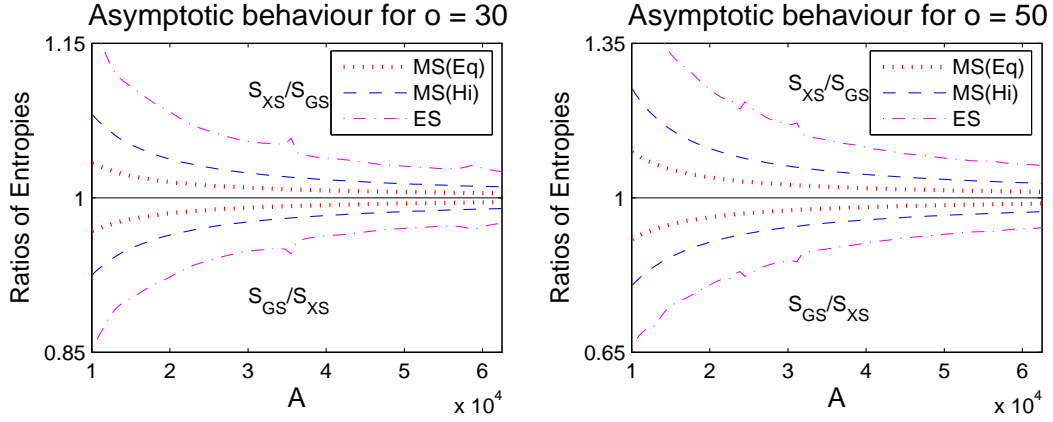 Asymptotic behaviour for o = 30
1.15
1
0.85
Ratios of Entropies
S_XS/S_GS
MS(Eq)
MS(Hi)
ES
S_GS/S_XS
1 2 3 4 5 6
A
x 10^4
Asymptotic behaviour for o = 50
1.35
1
0.65
Ratios of Entropies
S_XS/S_GS
MS(Eq)
MS(Hi)
ES
S_GS/S_XS
1 2 3 4 5 6
A
x 10^4